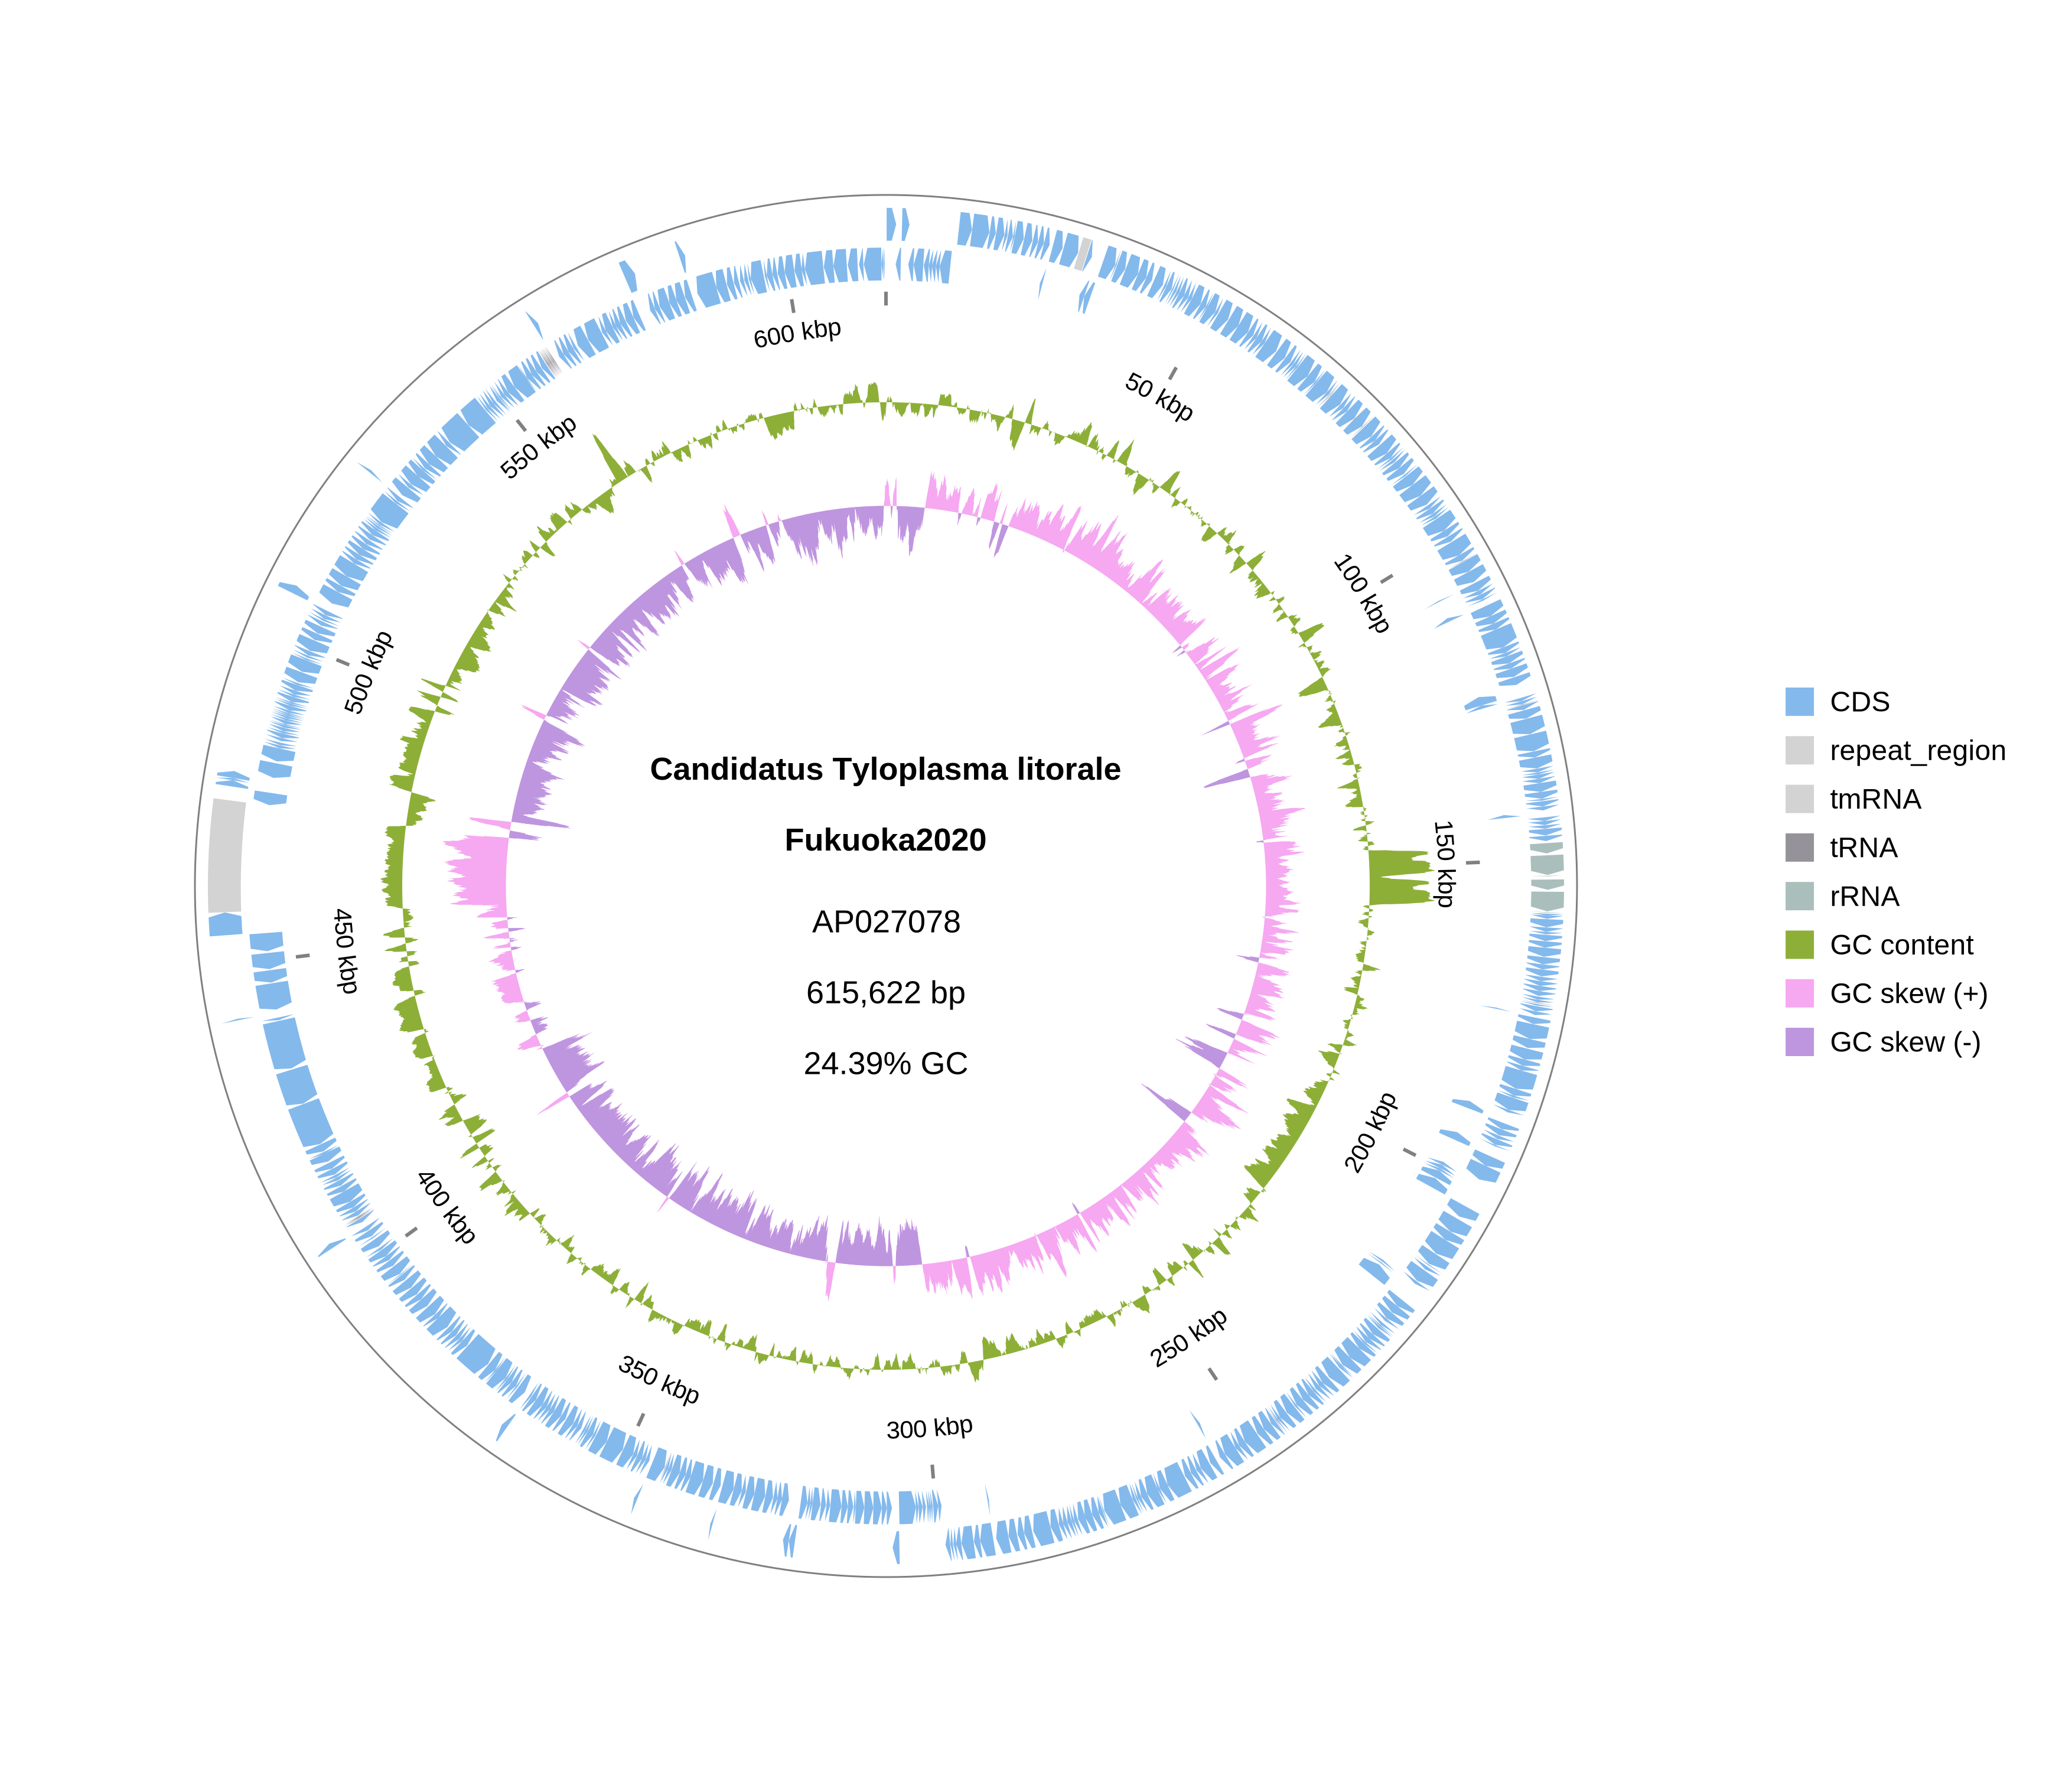 600 kbp
50 kbp
550 kbp
100 kbp
500 kbp
CDS
repeat_region
Candidatus Tyloplasma litorale
tmRNA
Fukuoka2020
150 kbp
tRNA
rRNA
AP027078
450 kbp
GC content
615,622 bp
GC skew (+)
24.39% GC
GC skew (-)
200 kbp
400 kbp
250 kbp
350 kbp
300 kbp